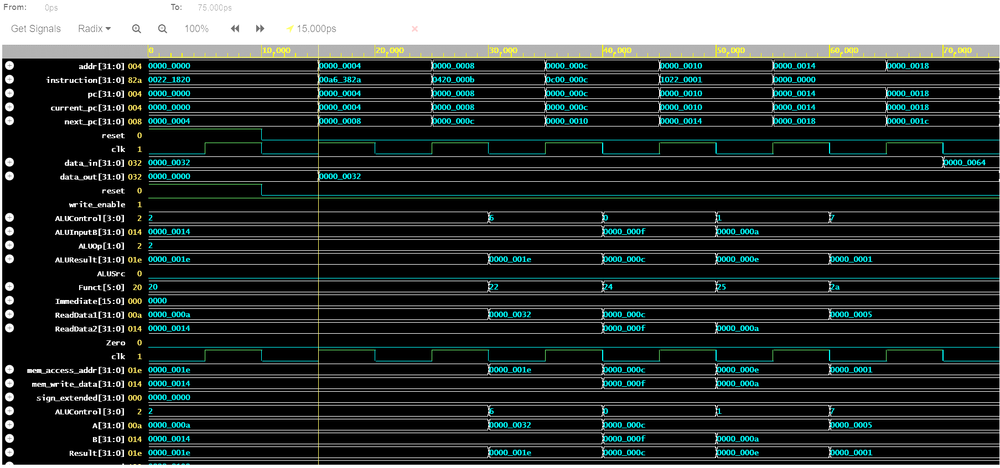 From: 0ps To: 75,000ps
Get Signals Radix 100% 15,000ps
0 10,000 20,000 30,000 40,000 50,000 60,000 70,000
addr[31:0] 004 0000_0000 0000_0004 0000_0008 0000_000c 0000_0010 0000_0014 0000_0018
instruction[31:0] 82a 0022_1820 00a6_382a 0420_000b 0c00_000c 1022_0001 0000_0000
pc[31:0] 004 0000_0000 0000_0004 0000_0008 0000_000c 0000_0010 0000_0014 0000_0018
current_pc[31:0] 004 0000_0000 0000_0004 0000_0008 0000_000c 0000_0010 0000_0014 0000_0018
next_pc[31:0] 008 0000_0004 0000_0008 0000_000c 0000_0010 0000_0014 0000_0018 0000_001c
reset 0
clk 1
data_in[31:0] 032 0000_0032 0000_0064
data_out[31:0] 032 0000_0000 0000_0032
reset 0
write_enable 1
ALUControl[3:0] 2 2 6 0 1 7
ALUInputB[31:0] 014 0000_0014 0000_000f 0000_000a
ALUOp[1:0] 2 2
ALUResult[31:0] 01e 0000_001e 0000_001e 0000_000c 0000_000e 0000_0001
ALUSrc 0
Funct[5:0] 20 20 22 24 25 2a
Immediate[15:0] 000 0000
ReadData1[31:0] 00a 0000_000a 0000_0032 0000_000c 0000_0005
ReadData2[31:0] 014 0000_0014 0000_000f 0000_000a
Zero 0
clk 1
mem_access_addr[31:0] 01e 0000_001e 0000_001e 0000_000c 0000_000e 0000_0001
mem_write_data[31:0] 014 0000_0014 0000_000f 0000_000a
sign_extended[31:0] 000 0000_0000
ALUControl[3:0] 2 2 6 0 1 7
A[31:0] 00a 0000_000a 0000_0032 0000_000c 0000_0005
B[31:0] 014 0000_0014 0000_000f 0000_000a
Result[31:0] 01e 0000_001e 0000_001e 0000_000c 0000_000e 0000_0001